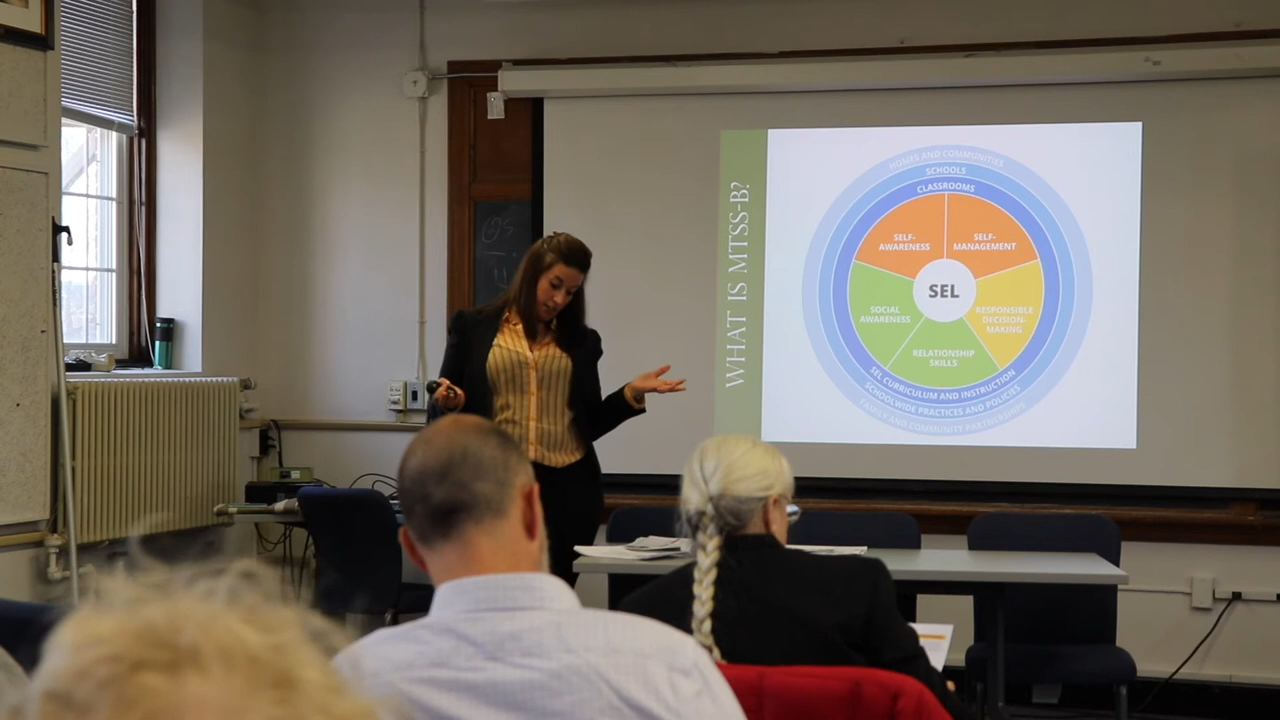 WHAT IS MTSS-B?
HOMES AND COMMUNITIES
SCHOOLS
CLASSROOMS
SELF-
AWARENESS
SELF-
MANAGEMENT
SEL
SOCIAL
AWARENESS
RESPONSIBLE
DECISION-
MAKING
RELATIONSHIP
SKILLS
SEL CURRICULUM AND INSTRUCTION
SCHOOLWIDE PRACTICES AND POLICIES
FAMILY AND COMMUNITY PARTNERSHIPS